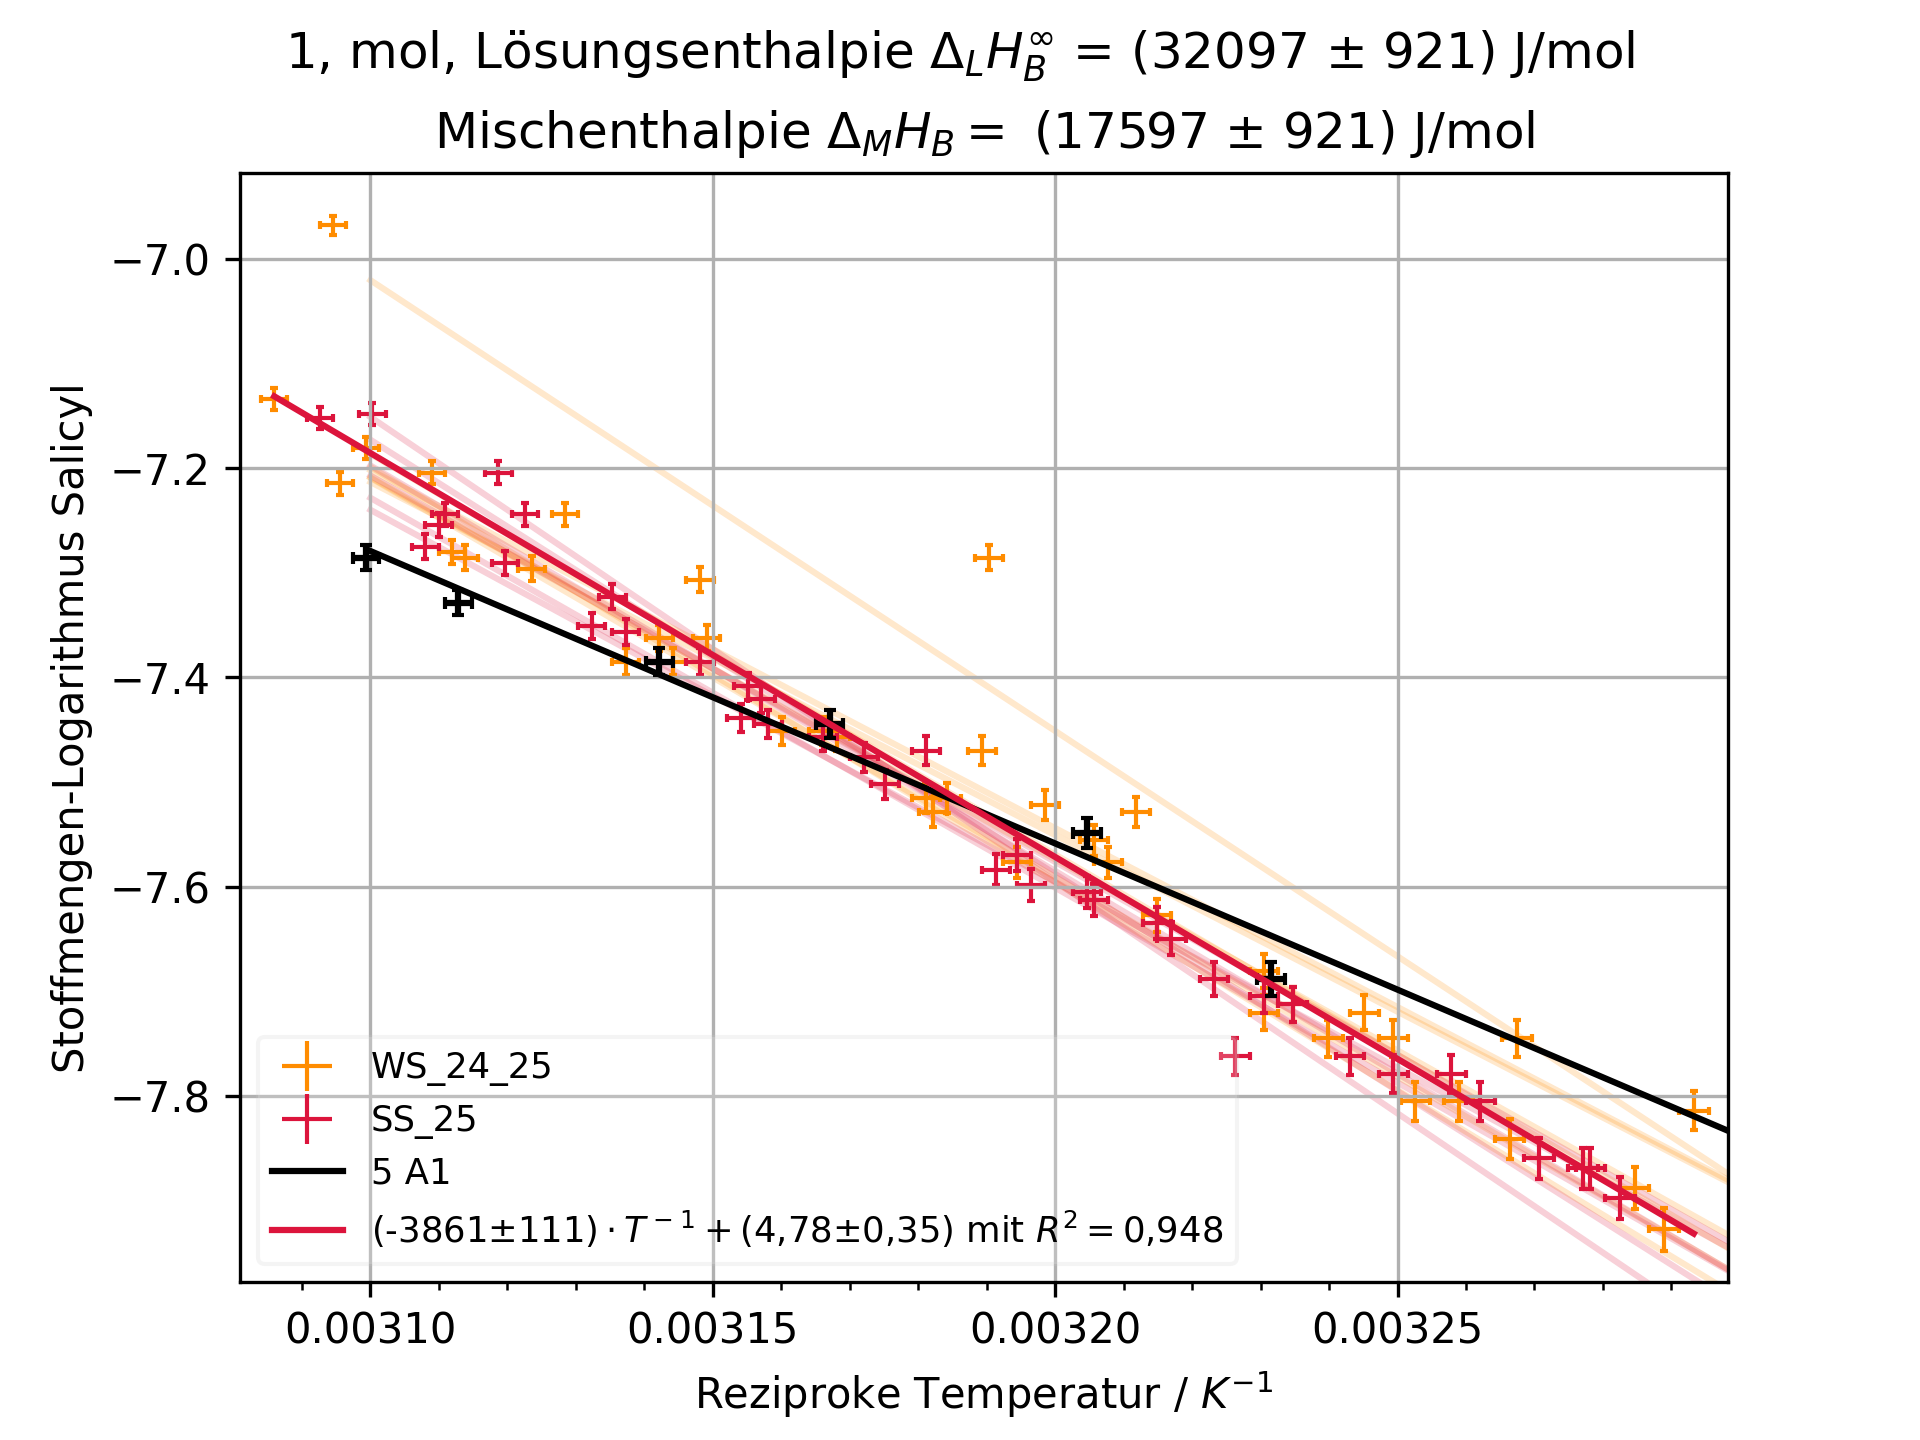 1, mol, Lösungsenthalpie Δ_L H_B^∞ = (32097 ± 921) J/mol
Mischenthalpie Δ_M H_B = (17597 ± 921) J/mol
Stoffmengen-Logarithmus Salicyl
−7.0
−7.2
−7.4
−7.6
−7.8
WS_24_25
SS_25
5 A1
(-3861±111) · T^−1 + (4,78±0,35) mit R^2 = 0,948
0.00310 0.00315 0.00320 0.00325
Reziproke Temperatur / K^−1